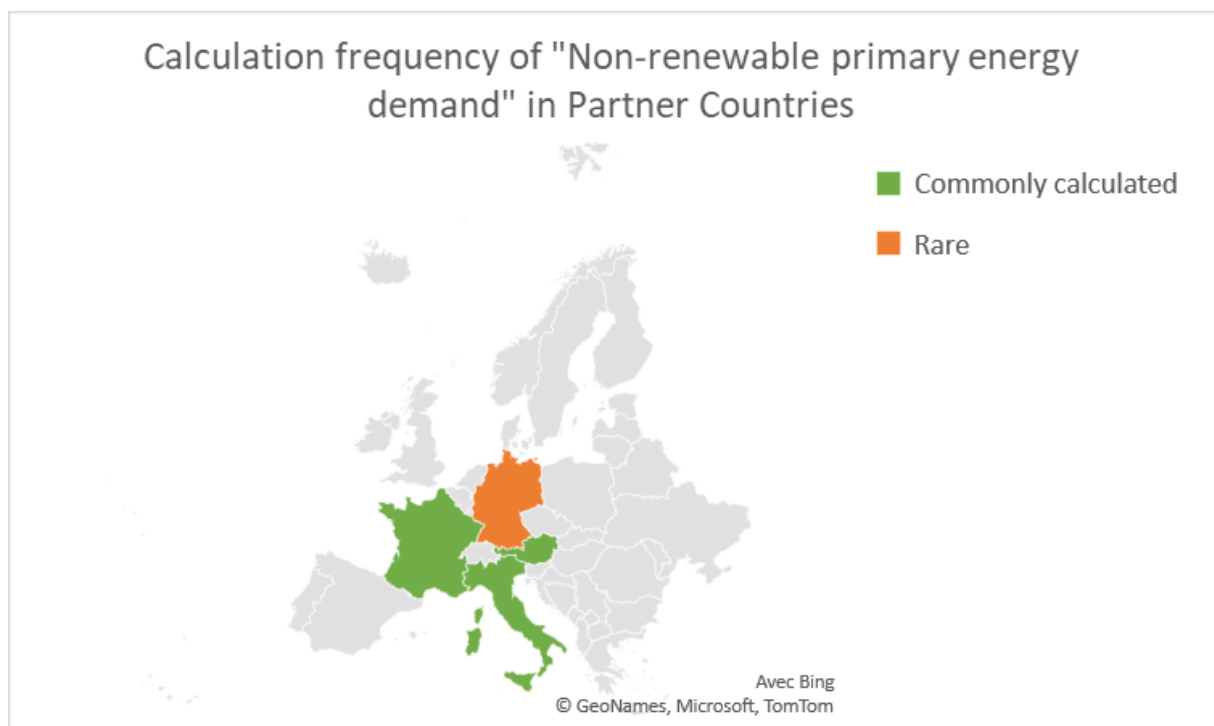 Calculation frequency of "Non-renewable primary energy
demand" in Partner Countries
Commonly calculated
Rare
Avec Bing
© GeoNames, Microsoft, TomTom